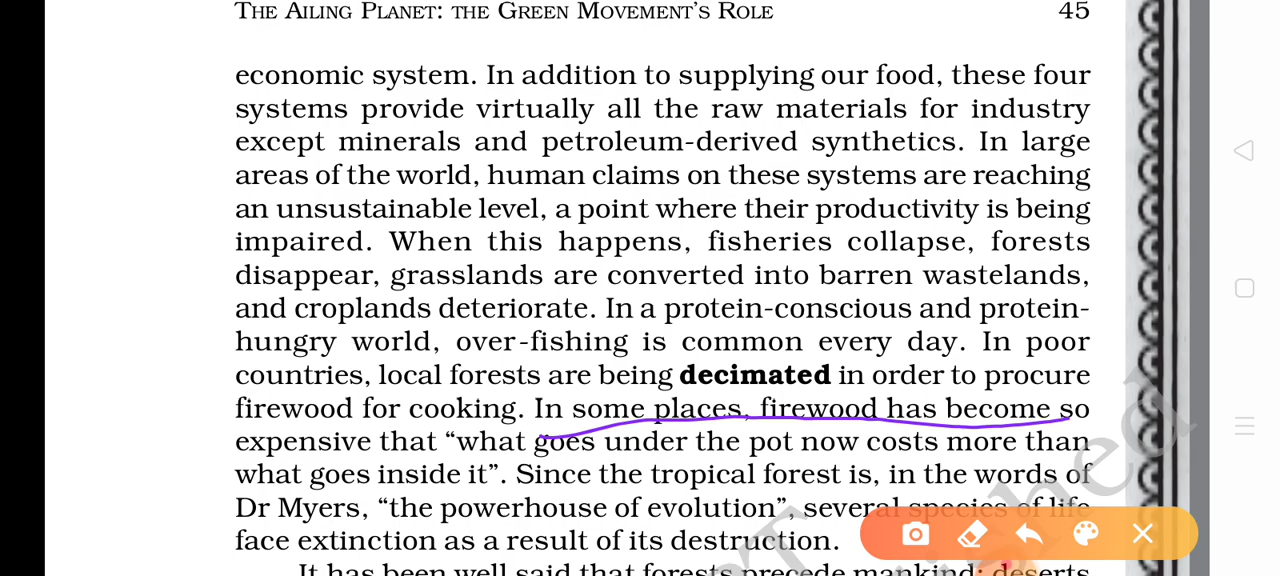 THE AILING PLANET: THE GREEN MOVEMENT'S ROLE 45
economic system. In addition to supplying our food, these four
systems provide virtually all the raw materials for industry
except minerals and petroleum-derived synthetics. In large
areas of the world, human claims on these systems are reaching
an unsustainable level, a point where their productivity is being
impaired. When this happens, fisheries collapse, forests
disappear, grasslands are converted into barren wastelands,
and croplands deteriorate. In a protein-conscious and protein-
hungry world, over-fishing is common every day. In poor
countries, local forests are being decimated in order to procure
firewood for cooking. In some places, firewood has become so
expensive that “what goes under the pot now costs more than
what goes inside it”. Since the tropical forest is, in the words of
Dr Myers, “the powerhouse of evolution”, several species of life
face extinction as a result of its destruction.
It has been well said that forests precede mankind; deserts